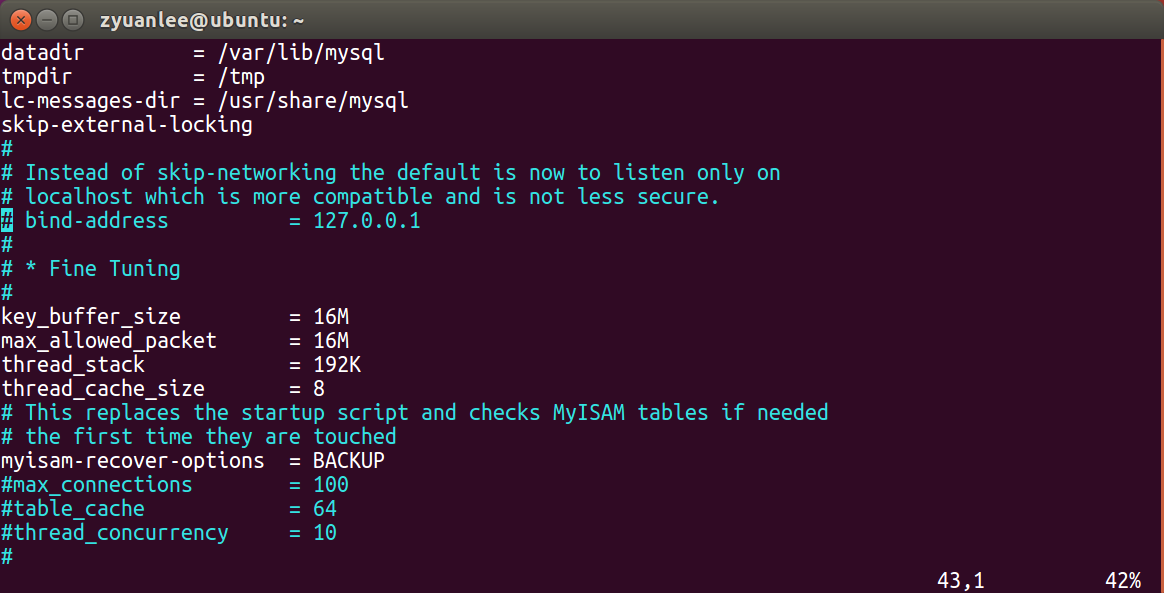 zyuanlee@ubuntu: ~
datadir         = /var/lib/mysql
tmpdir          = /tmp
lc-messages-dir = /usr/share/mysql
skip-external-locking
#
# Instead of skip-networking the default is now to listen only on
# localhost which is more compatible and is not less secure.
# bind-address          = 127.0.0.1
#
# * Fine Tuning
#
key_buffer_size         = 16M
max_allowed_packet      = 16M
thread_stack            = 192K
thread_cache_size       = 8
# This replaces the startup script and checks MyISAM tables if needed
# the first time they are touched
myisam-recover-options  = BACKUP
#max_connections        = 100
#table_cache            = 64
#thread_concurrency     = 10
#
43,1          42%